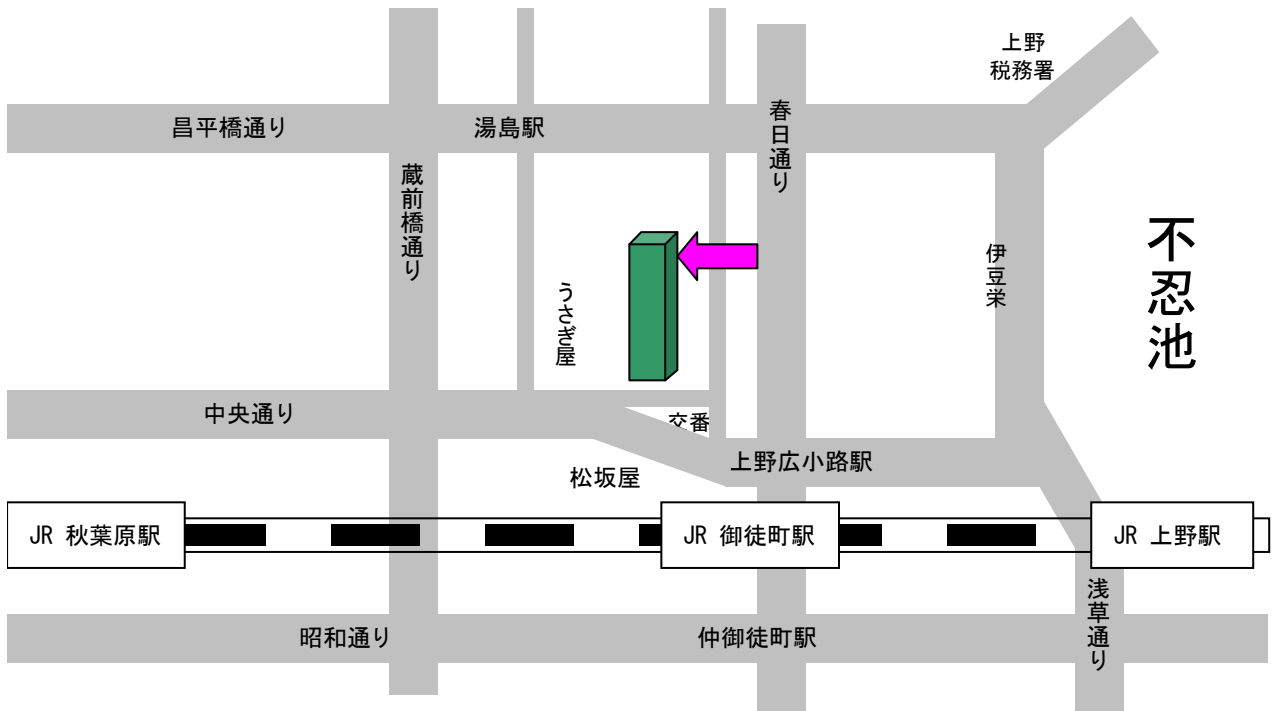 上野
税務署
昌平橋通り
湯島駅
春日通り
蔵前橋通り
不忍池
伊豆栄
うさぎ屋
中央通り
交番
上野広小路駅
松坂屋
JR 秋葉原駅
JR 御徒町駅
JR 上野駅
浅草通り
昭和通り
仲御徒町駅